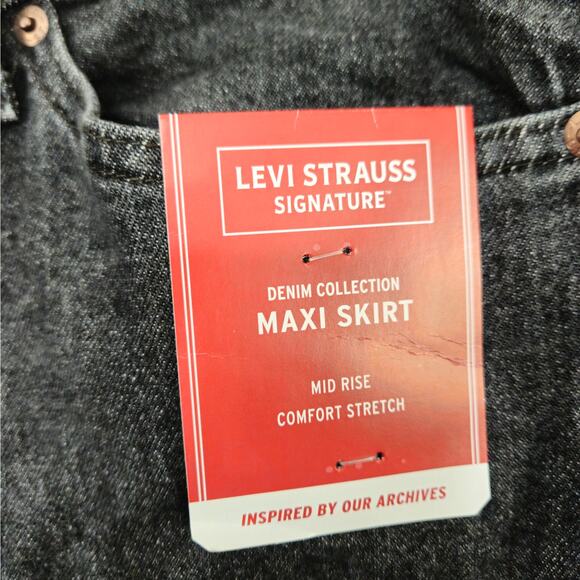 LEVI STRAUSS
SIGNATURE™
DENIM COLLECTION
MAXI SKIRT
MID RISE
COMFORT STRETCH
INSPIRED BY OUR ARCHIVES